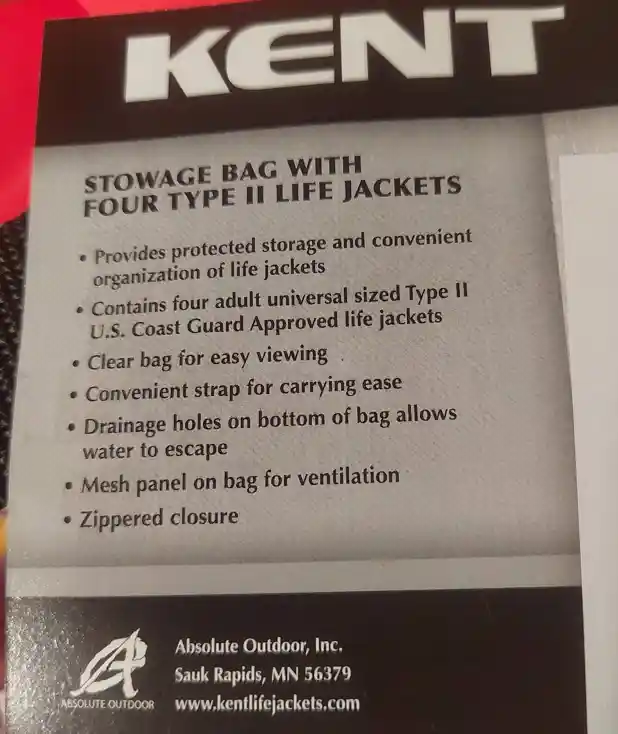 KENT
STOWAGE BAG WITH
FOUR TYPE II LIFE JACKETS
• Provides protected storage and convenient
organization of life jackets
• Contains four adult universal sized Type II
U.S. Coast Guard Approved life jackets
• Clear bag for easy viewing
• Convenient strap for carrying ease
• Drainage holes on bottom of bag allows
water to escape
• Mesh panel on bag for ventilation
• Zippered closure
Absolute Outdoor, Inc.
Sauk Rapids, MN 56379
ABSOLUTE OUTDOOR www.kentlifejackets.com